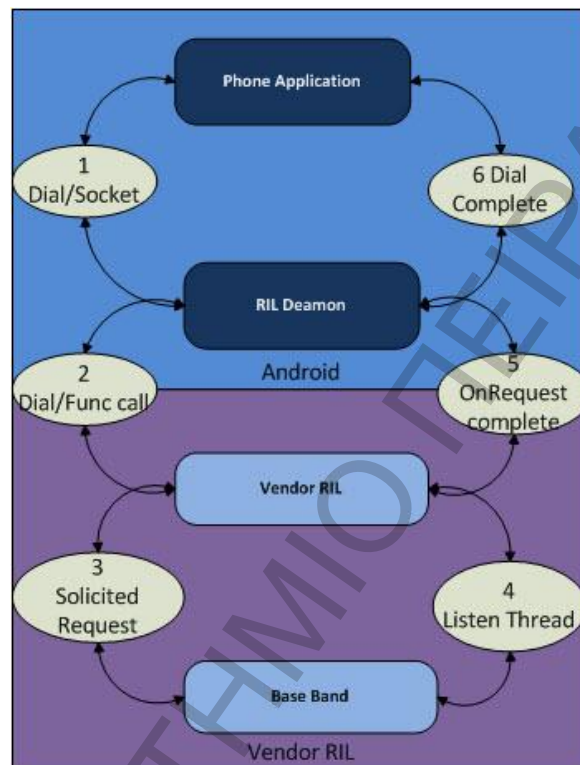 Phone Application
1
Dial/Socket
6 Dial
Complete
RIL Deamon
Android
2
Dial/Func call
5
OnRequest
complete
Vendor RIL
3
Solicited
Request
4
Listen Thread
Base Band
Vendor RIL